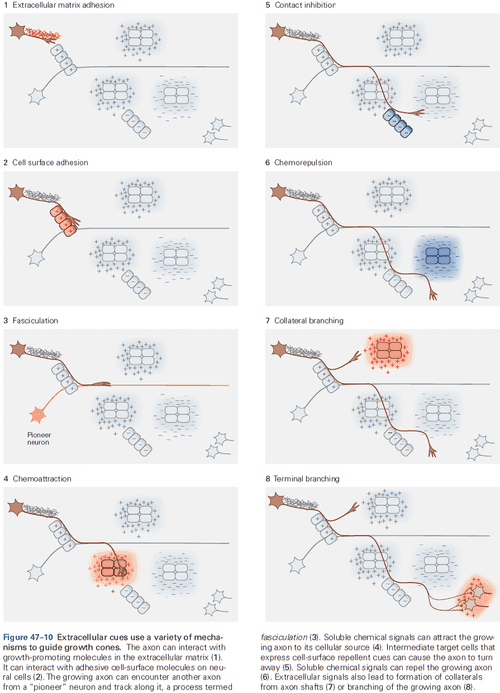 1 Extracellular matrix adhesion
2 Cell surface adhesion
3 Fasciculation
Pioneer
neuron
4 Chemoattraction
5 Contact inhibition
6 Chemorepulsion
7 Collateral branching
8 Terminal branching
Figure 47–10 Extracellular cues use a variety of mecha-
nisms to guide growth cones. The axon can interact with
growth-promoting molecules in the extracellular matrix (1).
It can interact with adhesive cell-surface molecules on neu-
ral cells (2). The growing axon can encounter another axon
from a "pioneer" neuron and track along it, a process termed
fasciculation (3). Soluble chemical signals can attract the grow-
ing axon to its cellular source (4). Intermediate target cells that
express cell-surface repellent cues can cause the axon to turn
away (5). Soluble chemical signals can repel the growing axon
(6). Extracellular signals also lead to formation of collaterals
from axon shafts (7) or branching of the growing axon (8).